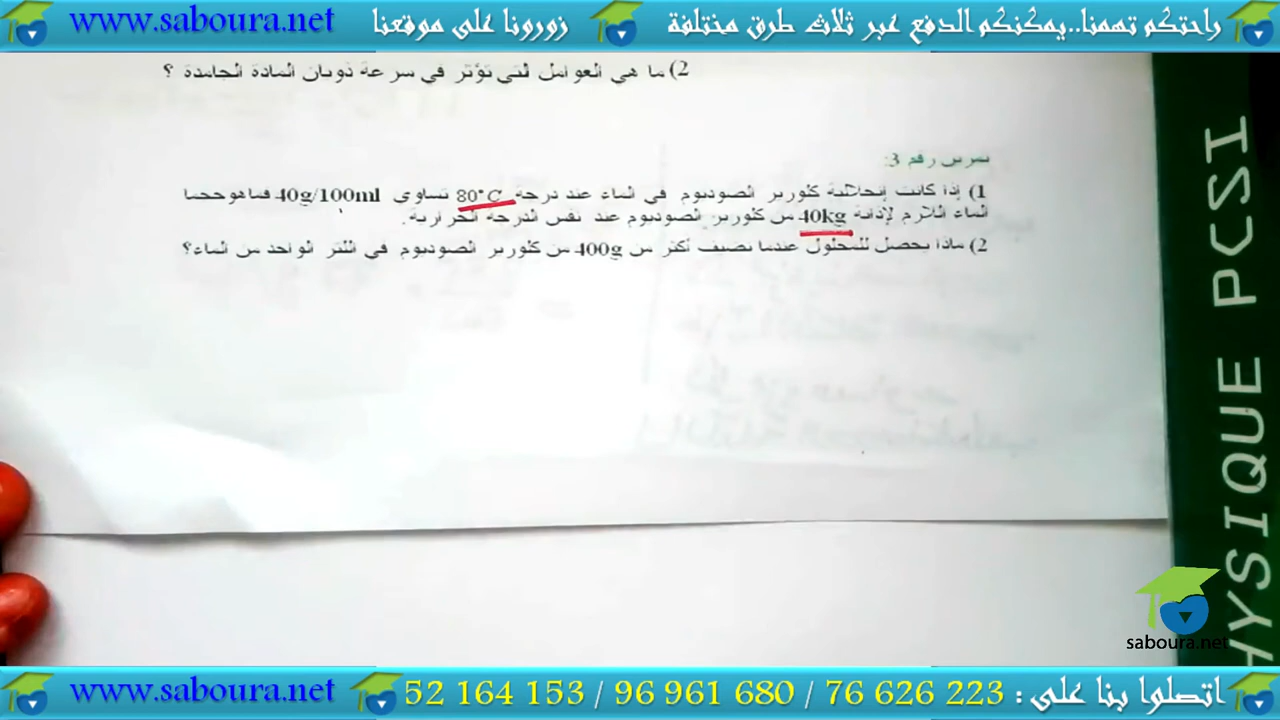 www.saboura.net زورونا على موقعنا راحتكم تهمنا..يمكنكم الدفع عبر ثلاث طرق مختلفة
2) ما هي العوامل التي تؤثر في سرعة ذوبان المادة الجامدة ؟
تمرين رقم 3:
1) إذا كانت إنحلالية كلورير الصوديوم في الماء عند درجة 80°C تساوي 40g/100ml فما هو حجما
الماء اللازم لإذابة 40kg من كلورير الصوديوم عند نفس الدرجة الحرارية.
2) ماذا يحصل للمحلول عندما نضيف أكثر من 400g من كلورير الصوديوم في اللتر الواحد من الماء؟
PHYSIQUE PCSI
saboura.net
www.saboura.net 52 164 153 / 96 961 680 / 76 626 223 : اتصلوا بنا على